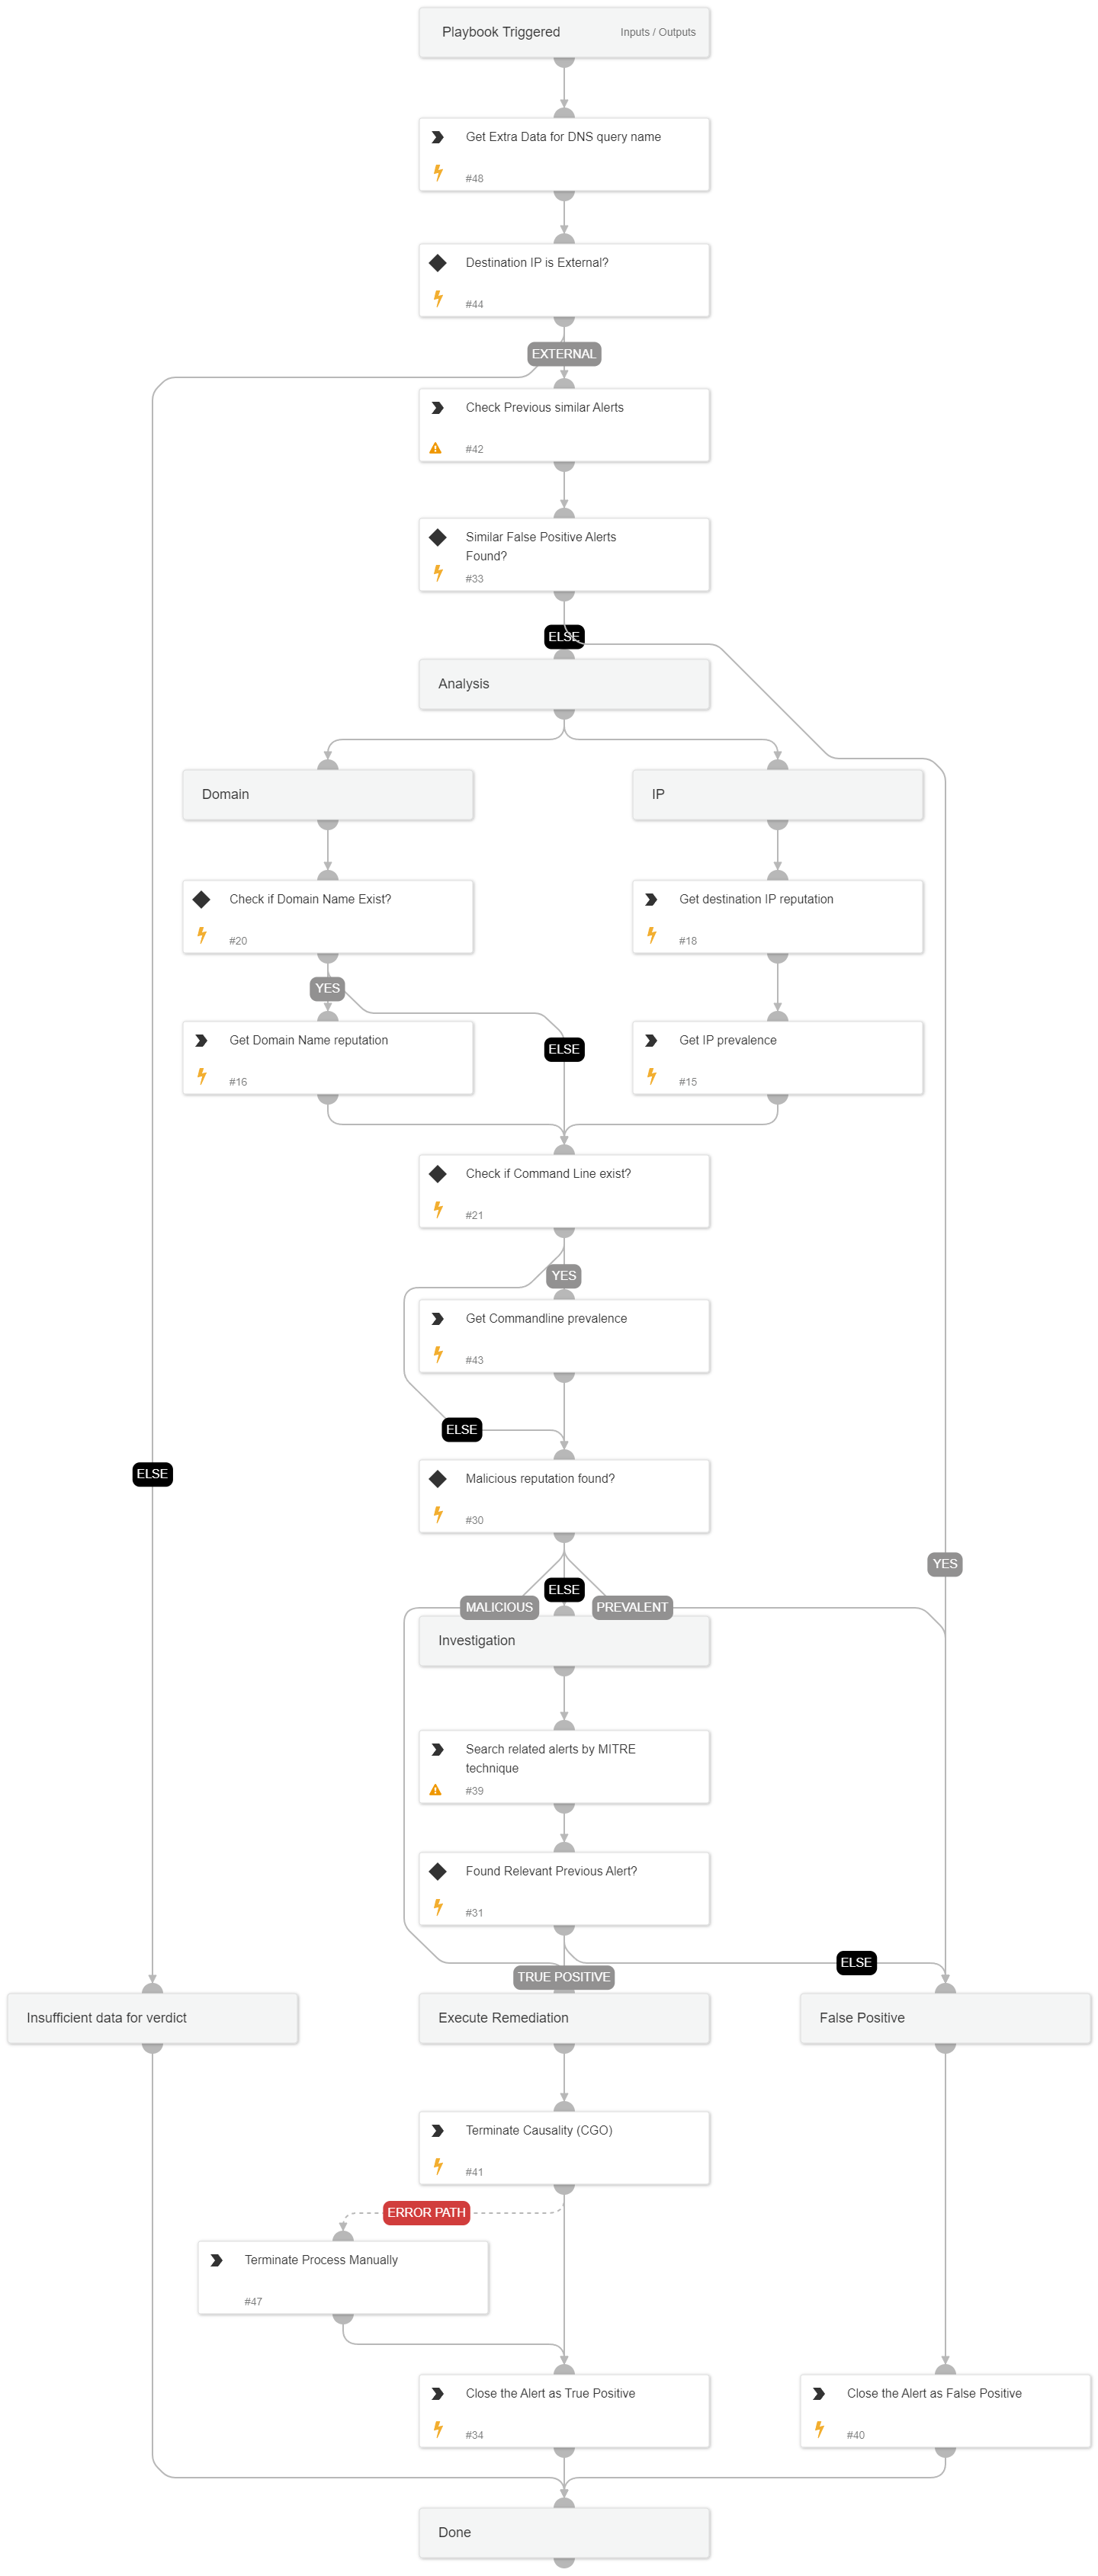 Playbook Triggered
Inputs / Outputs
Get Extra Data for DNS query name
#48
Destination IP is External?
#44
EXTERNAL
Check Previous similar Alerts
#42
Similar False Positive Alerts
Found?
#33
ELSE
Analysis
Domain
IP
Check if Domain Name Exist?
#20
Get destination IP reputation
#18
YES
Get Domain Name reputation
#16
ELSE
Get IP prevalence
#15
Check if Command Line exist?
#21
YES
Get Commandline prevalence
#43
ELSE
ELSE
Malicious reputation found?
#30
YES
ELSE
MALICIOUS
PREVALENT
Investigation
Search related alerts by MITRE
technique
#39
Found Relevant Previous Alert?
#31
ELSE
TRUE POSITIVE
Insufficient data for verdict
Execute Remediation
False Positive
Terminate Causality (CGO)
#41
ERROR PATH
Terminate Process Manually
#47
Close the Alert as True Positive
#34
Close the Alert as False Positive
#40
Done